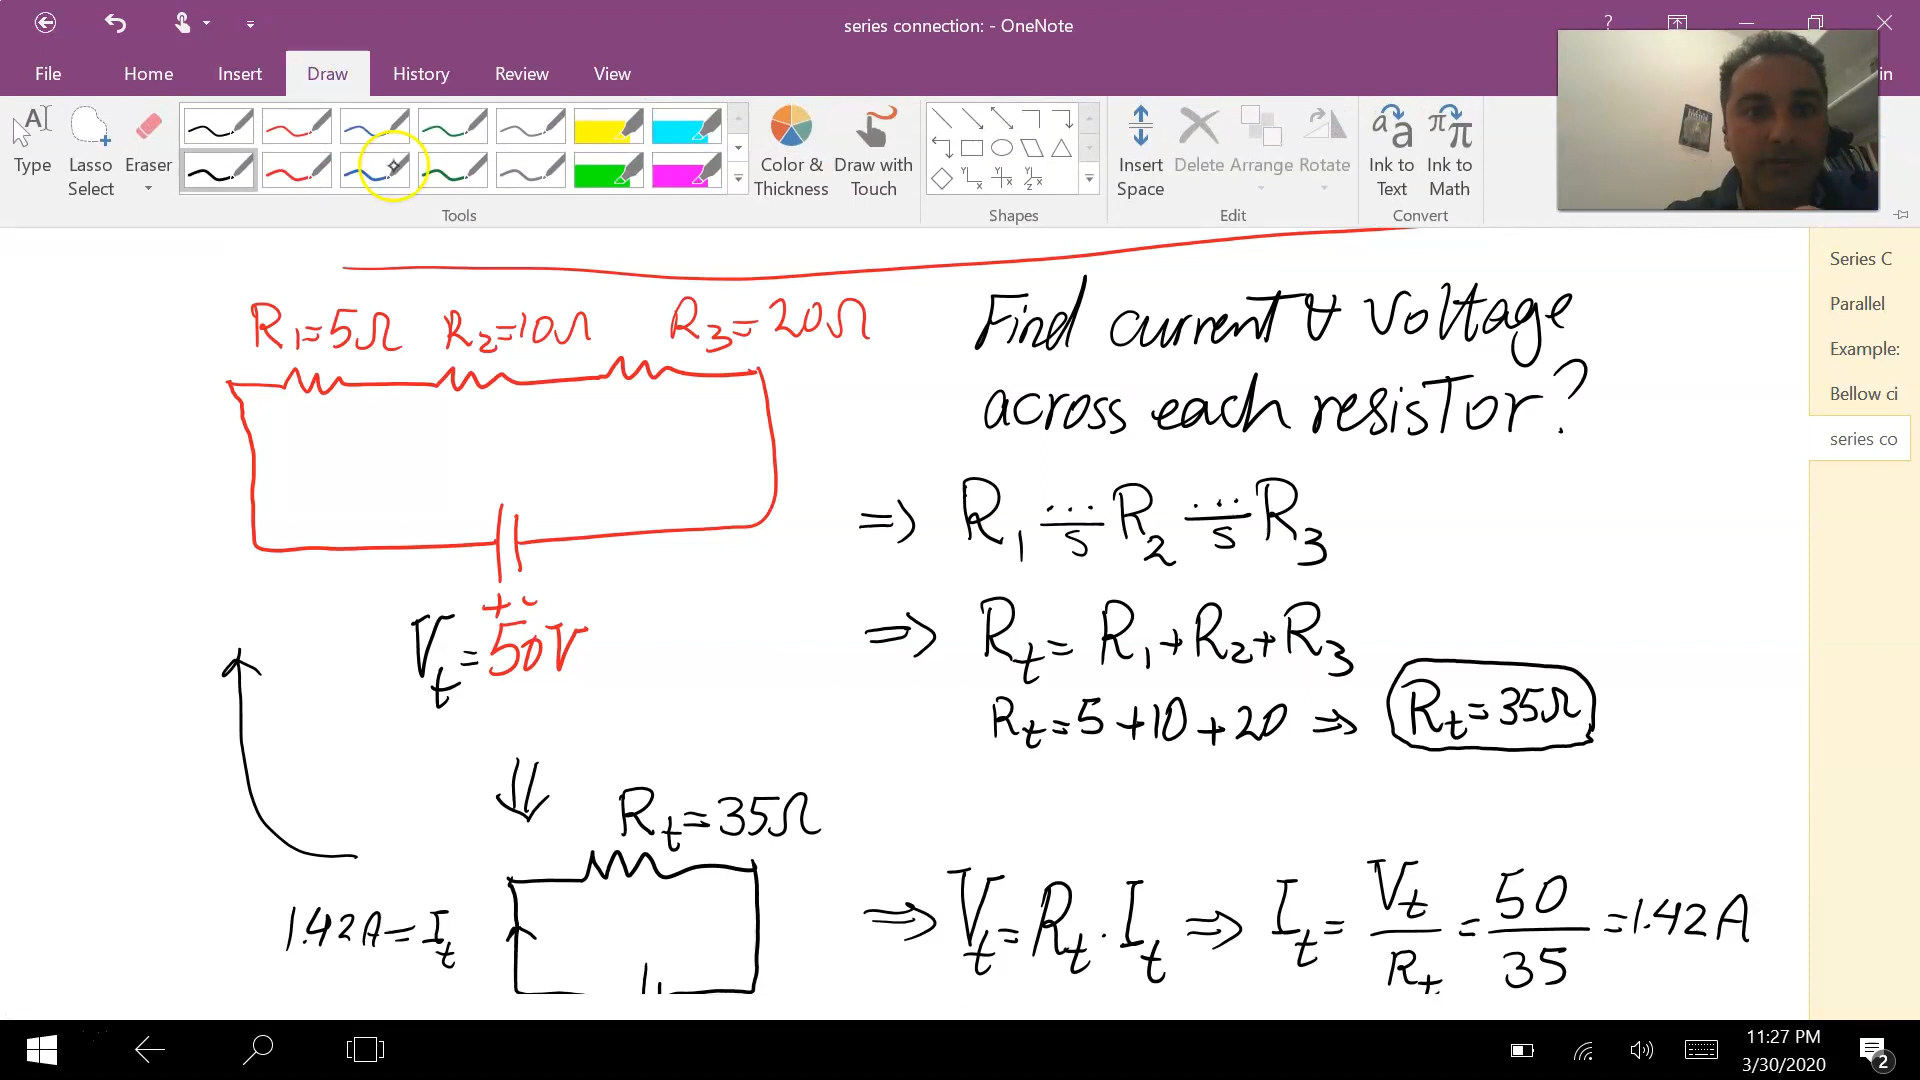 series connection: - OneNote
?
File
Home
Insert
Draw
History
Review
View
in
Type
Lasso Select
Eraser
Color & Thickness
Draw with Touch
Insert Space
Delete
Arrange
Rotate
Ink to Text
Ink to Math
Tools
Shapes
Edit
Convert
Series C
Parallel
Example:
Bellow ci
series co
R1=5Ω R2=10Ω R3=20Ω
+ -
Vt=50V
Find current & Voltage
across each resisTor?
=> R1 ...s R2 ...s R3
=> Rt = R1+R2+R3
Rt=5+10+20 => Rt=35Ω
Rt=35Ω
1.42A=It
=> Vt=Rt.It => It=Vt/Rt=50/35=1.42A
11:27 PM
3/30/2020
2